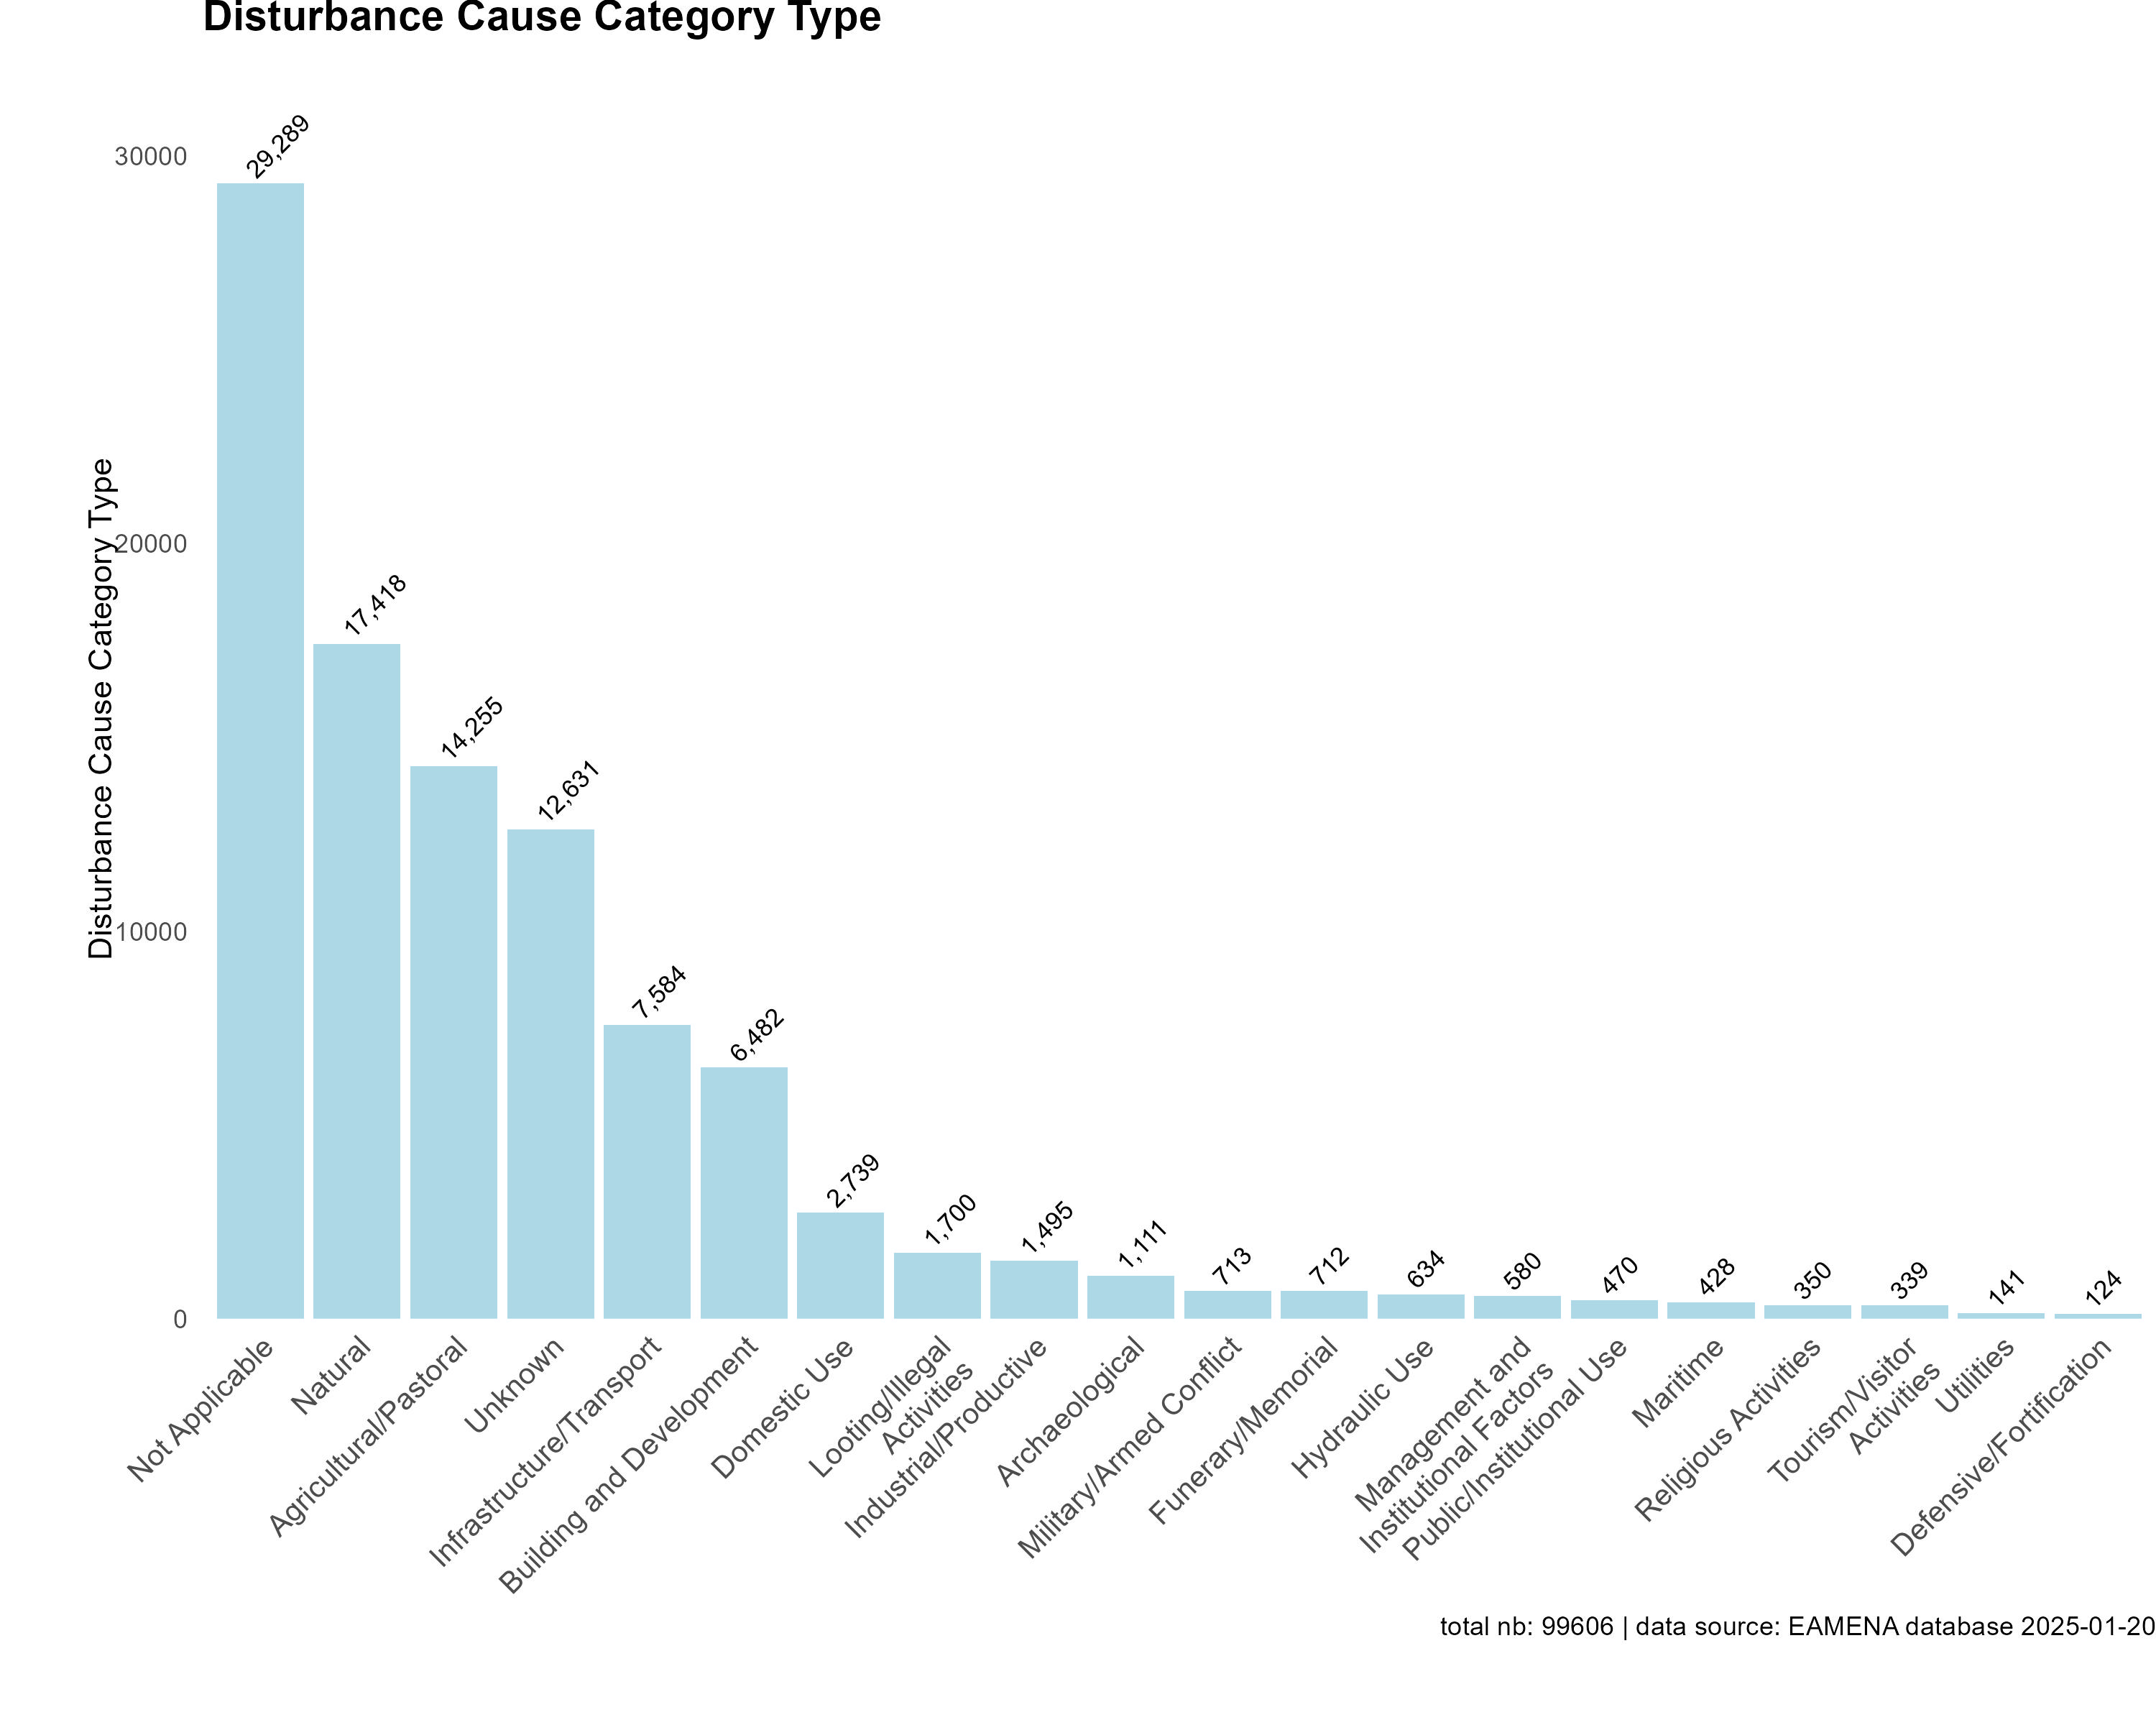 Disturbance Cause Category Type
Disturbance Cause Category Type
30000
20000
10000
0
29,289
17,418
14,255
12,631
7,584
6,482
2,739
1,700
1,495
1,111
713
712
634
580
470
428
350
339
141
124
Not Applicable
Natural
Agricultural/Pastoral
Unknown
Infrastructure/Transport
Building and Development
Domestic Use
Looting/Illegal
Activities
Industrial/Productive
Archaeological
Military/Armed Conflict
Funerary/Memorial
Hydraulic Use
Management and
Institutional Factors
Public/Institutional Use
Maritime
Religious Activities
Tourism/Visitor
Activities
Utilities
Defensive/Fortification
total nb: 99606 | data source: EAMENA database 2025-01-20